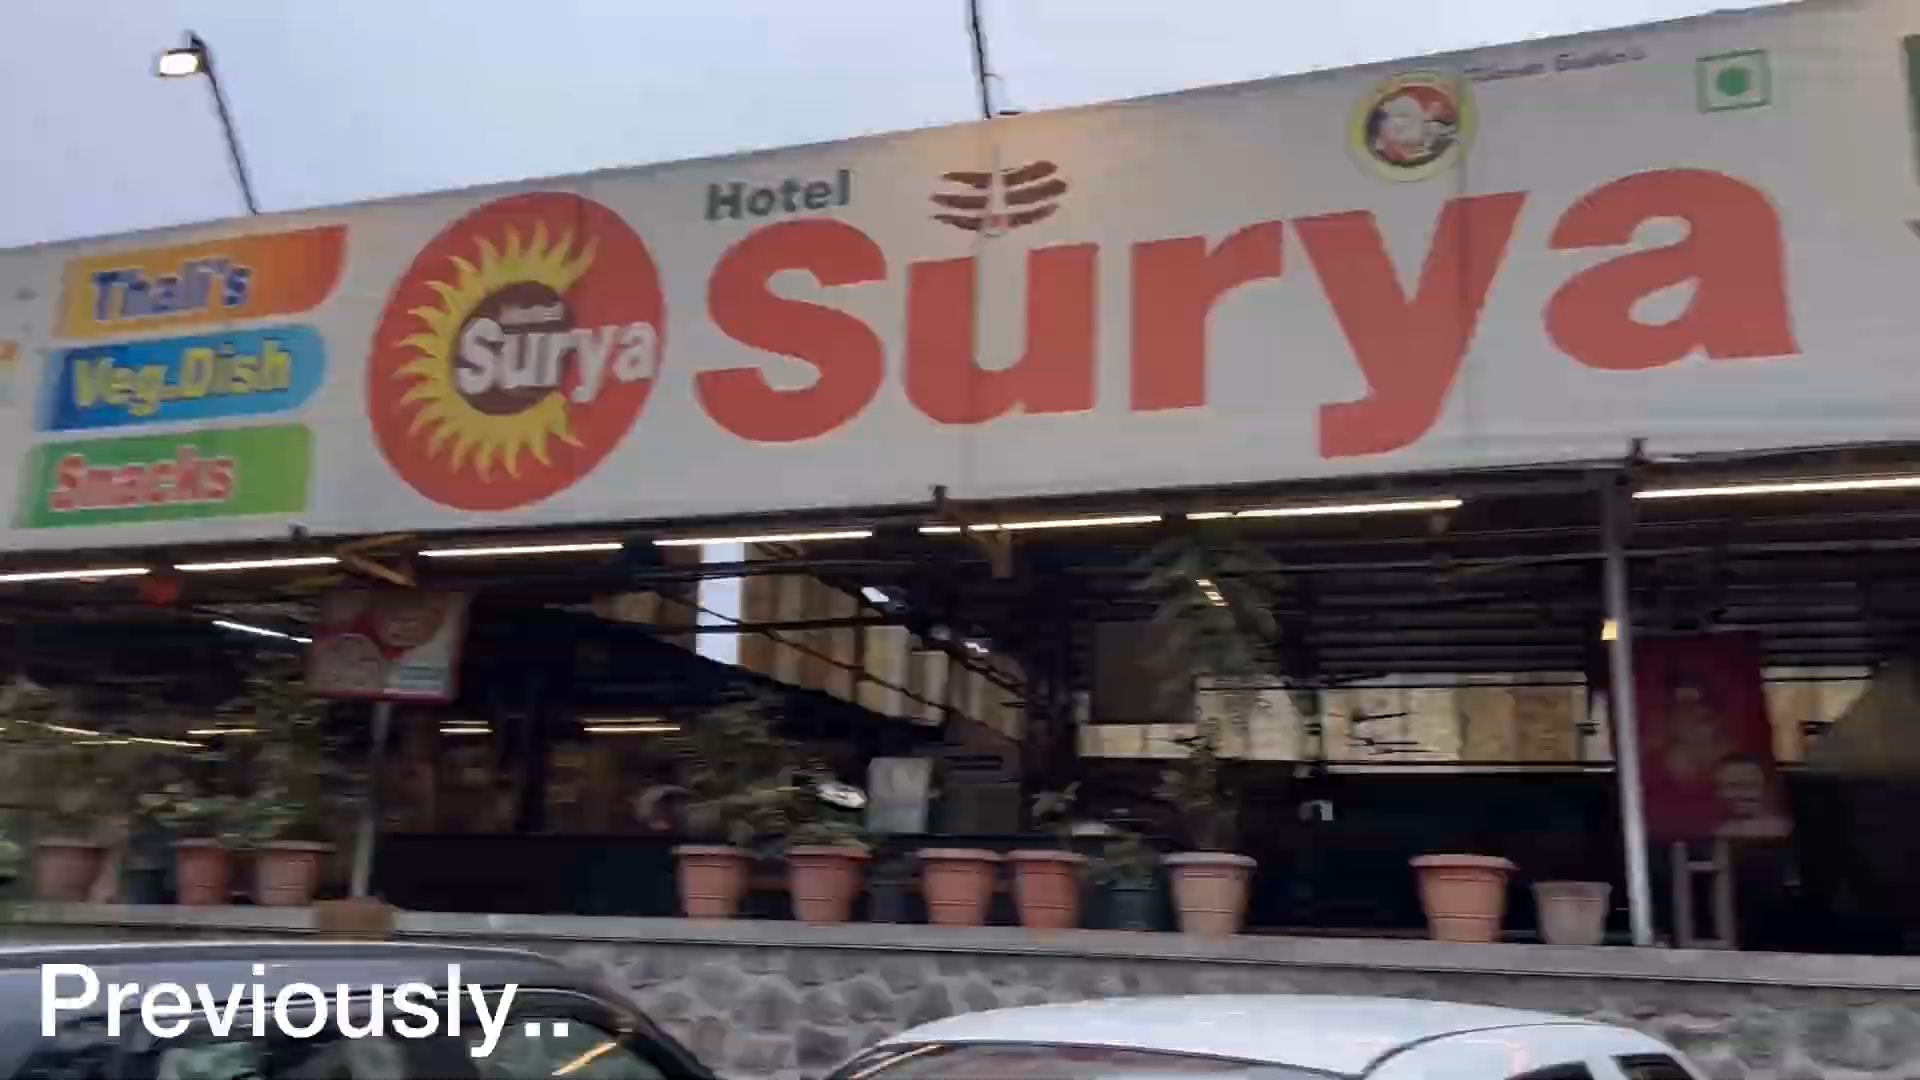 Thali's
Veg.Dish
Snacks
Hotel
Surya
Hotel
Surya
Previously..